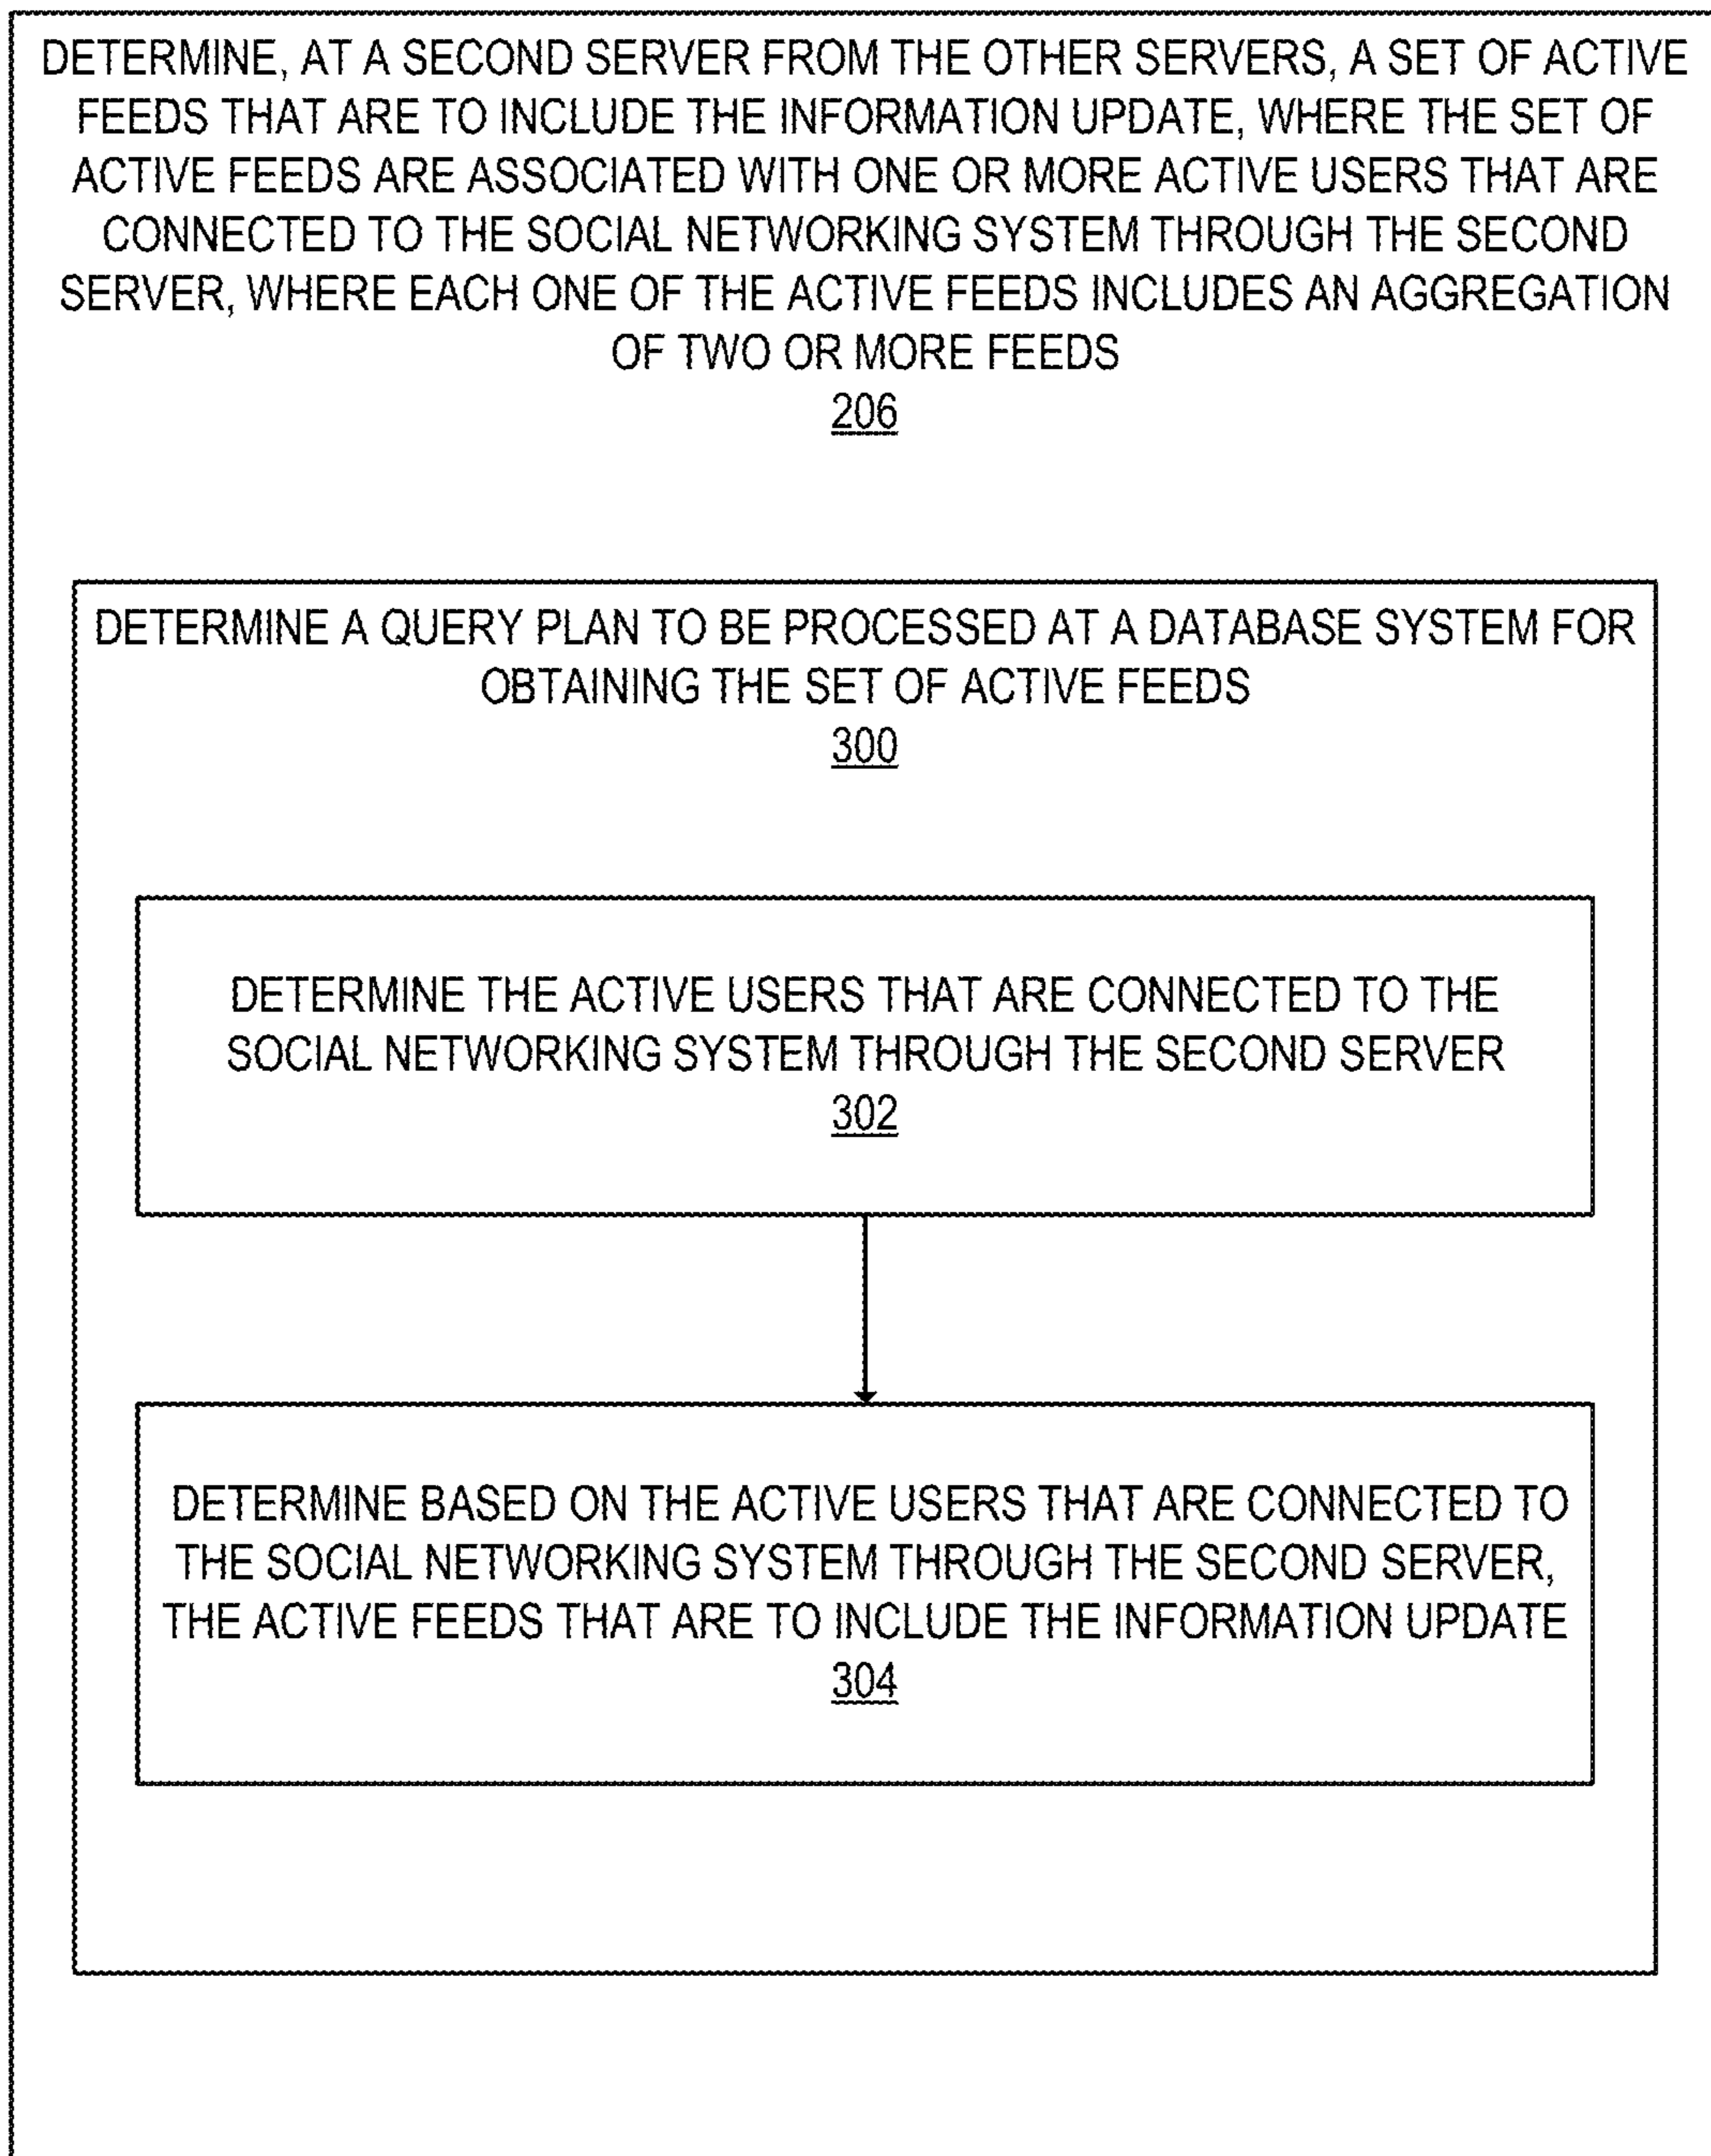 DETERMINE, AT A SECOND SERVER FROM THE OTHER SERVERS, A SET OF ACTIVE
FEEDS THAT ARE TO INCLUDE THE INFORMATION UPDATE, WHERE THE SET OF
ACTIVE FEEDS ARE ASSOCIATED WITH ONE OR MORE ACTIVE USERS THAT ARE
CONNECTED TO THE SOCIAL NETWORKING SYSTEM THROUGH THE SECOND
SERVER, WHERE EACH ONE OF THE ACTIVE FEEDS INCLUDES AN AGGREGATION
OF TWO OR MORE FEEDS
206
DETERMINE A QUERY PLAN TO BE PROCESSED AT A DATABASE SYSTEM FOR
OBTAINING THE SET OF ACTIVE FEEDS
300
DETERMINE THE ACTIVE USERS THAT ARE CONNECTED TO THE
SOCIAL NETWORKING SYSTEM THROUGH THE SECOND SERVER
302
DETERMINE BASED ON THE ACTIVE USERS THAT ARE CONNECTED TO
THE SOCIAL NETWORKING SYSTEM THROUGH THE SECOND SERVER,
THE ACTIVE FEEDS THAT ARE TO INCLUDE THE INFORMATION UPDATE
304